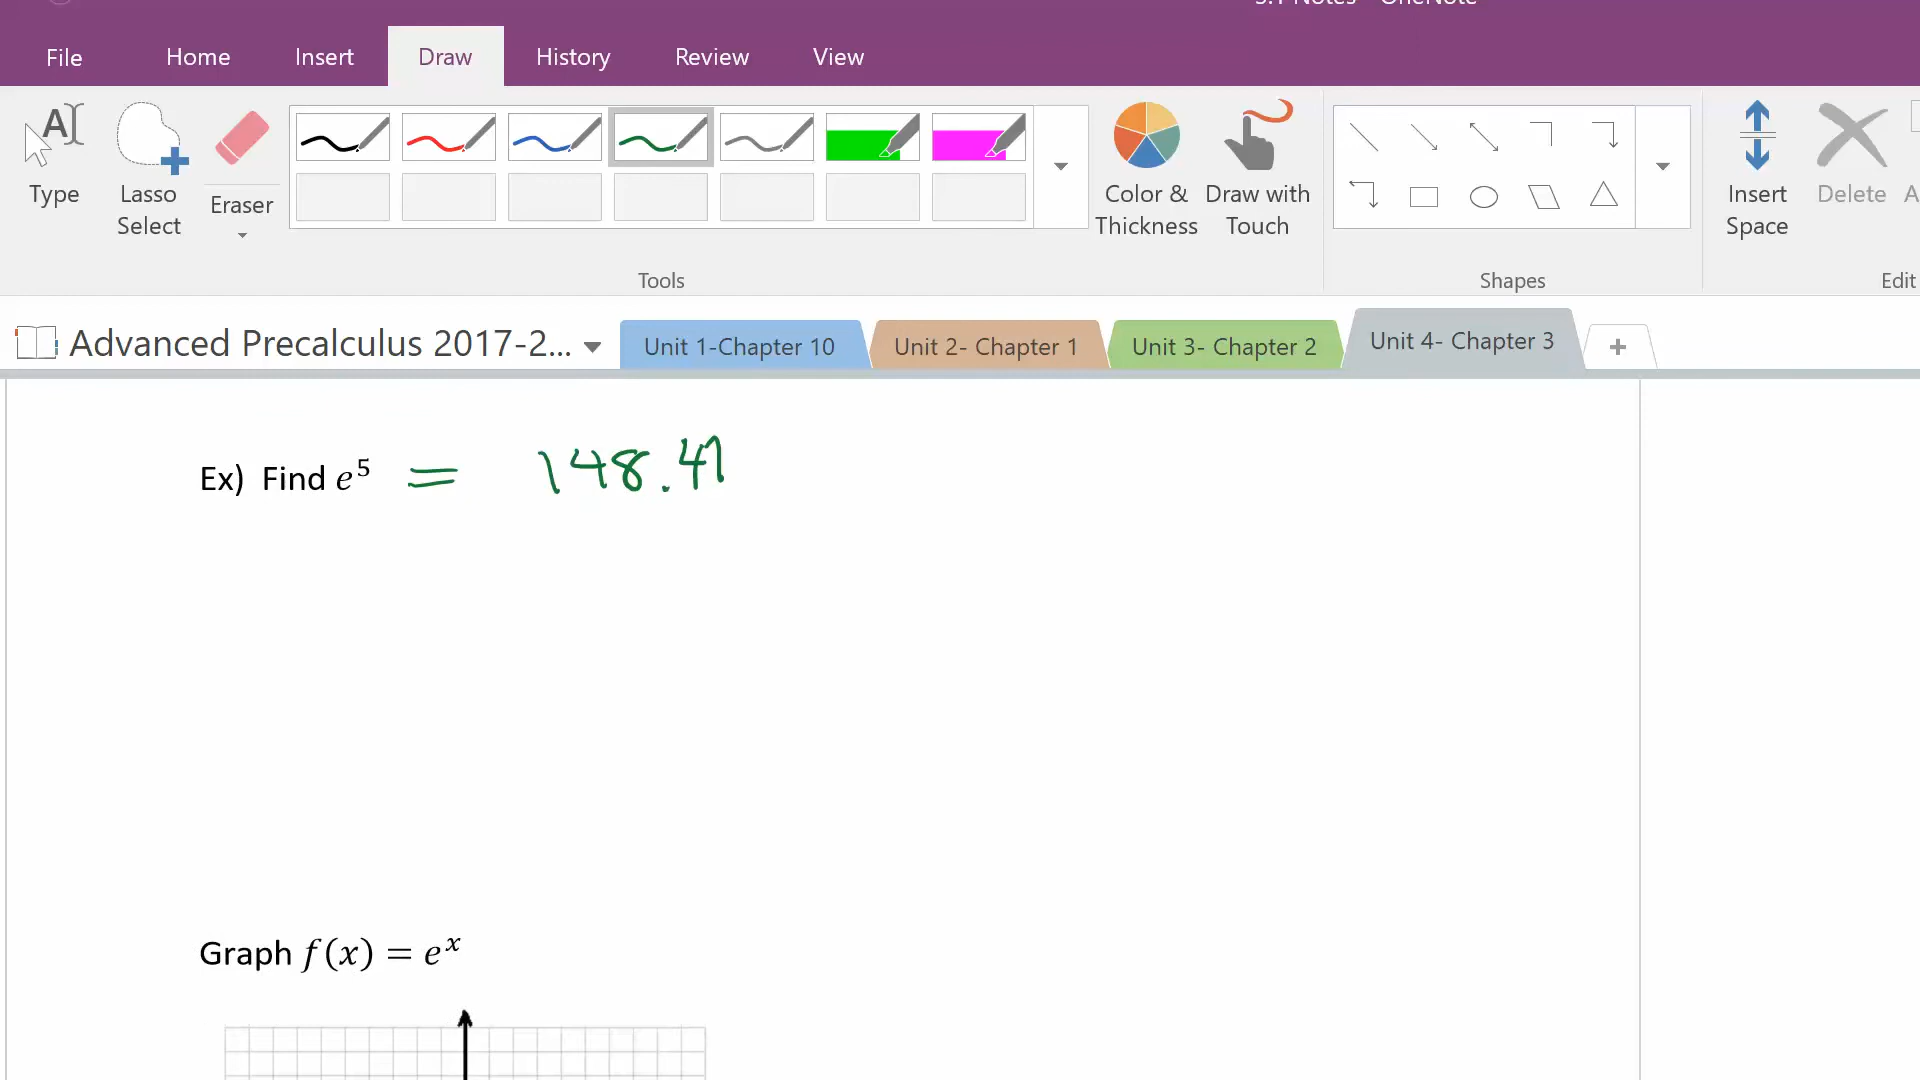 File Home Insert Draw History Review View
Type
Lasso Select
Eraser
Color & Thickness
Draw with Touch
Insert Space
Delete
Tools Shapes Edit
Advanced Precalculus 2017-2... Unit 1-Chapter 10 Unit 2- Chapter 1 Unit 3- Chapter 2 Unit 4- Chapter 3 +
Ex) Find e⁵ = 148.41
Graph f(x) = eˣ